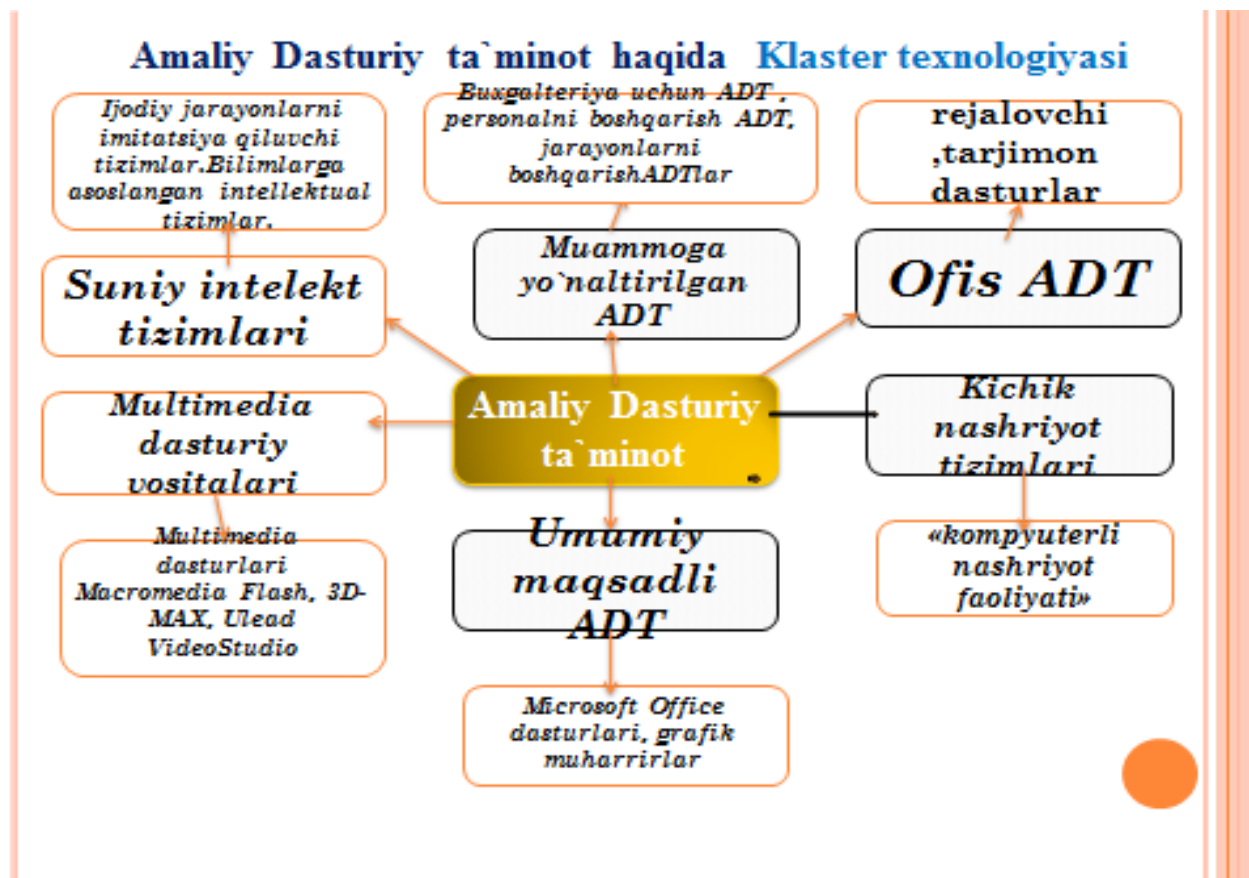 Amaliy Dasturiy ta`minot haqida Klaster texnologiyasi
Ijodiy jarayonlarni
imitatsiya qiluvchi
tizimlar.Bilimlarga
asoslangan intellektual
tizimlar.
Buxgalteriya uchun ADT ,
personalni boshqarish ADT,
jarayonlarni
boshqarishADTlar
rejalovchi
,tarjimon
dasturlar
Suniy intelekt
tizimlari
Muammoga
yo`naltirilgan
ADT
Ofis ADT
Multimedia
dasturiy
vositalari
Amaliy Dasturiy
ta`minot
Kichik
nashriyot
tizimlari
Multimedia
dasturlari
Macromedia Flash, 3D-
MAX, Ulead
VideoStudio
Umumiy
maqsadli
ADT
«kompyuterli
nashriyot
faoliyati»
Microsoft Office
dasturlari, grafik
muharrirlar